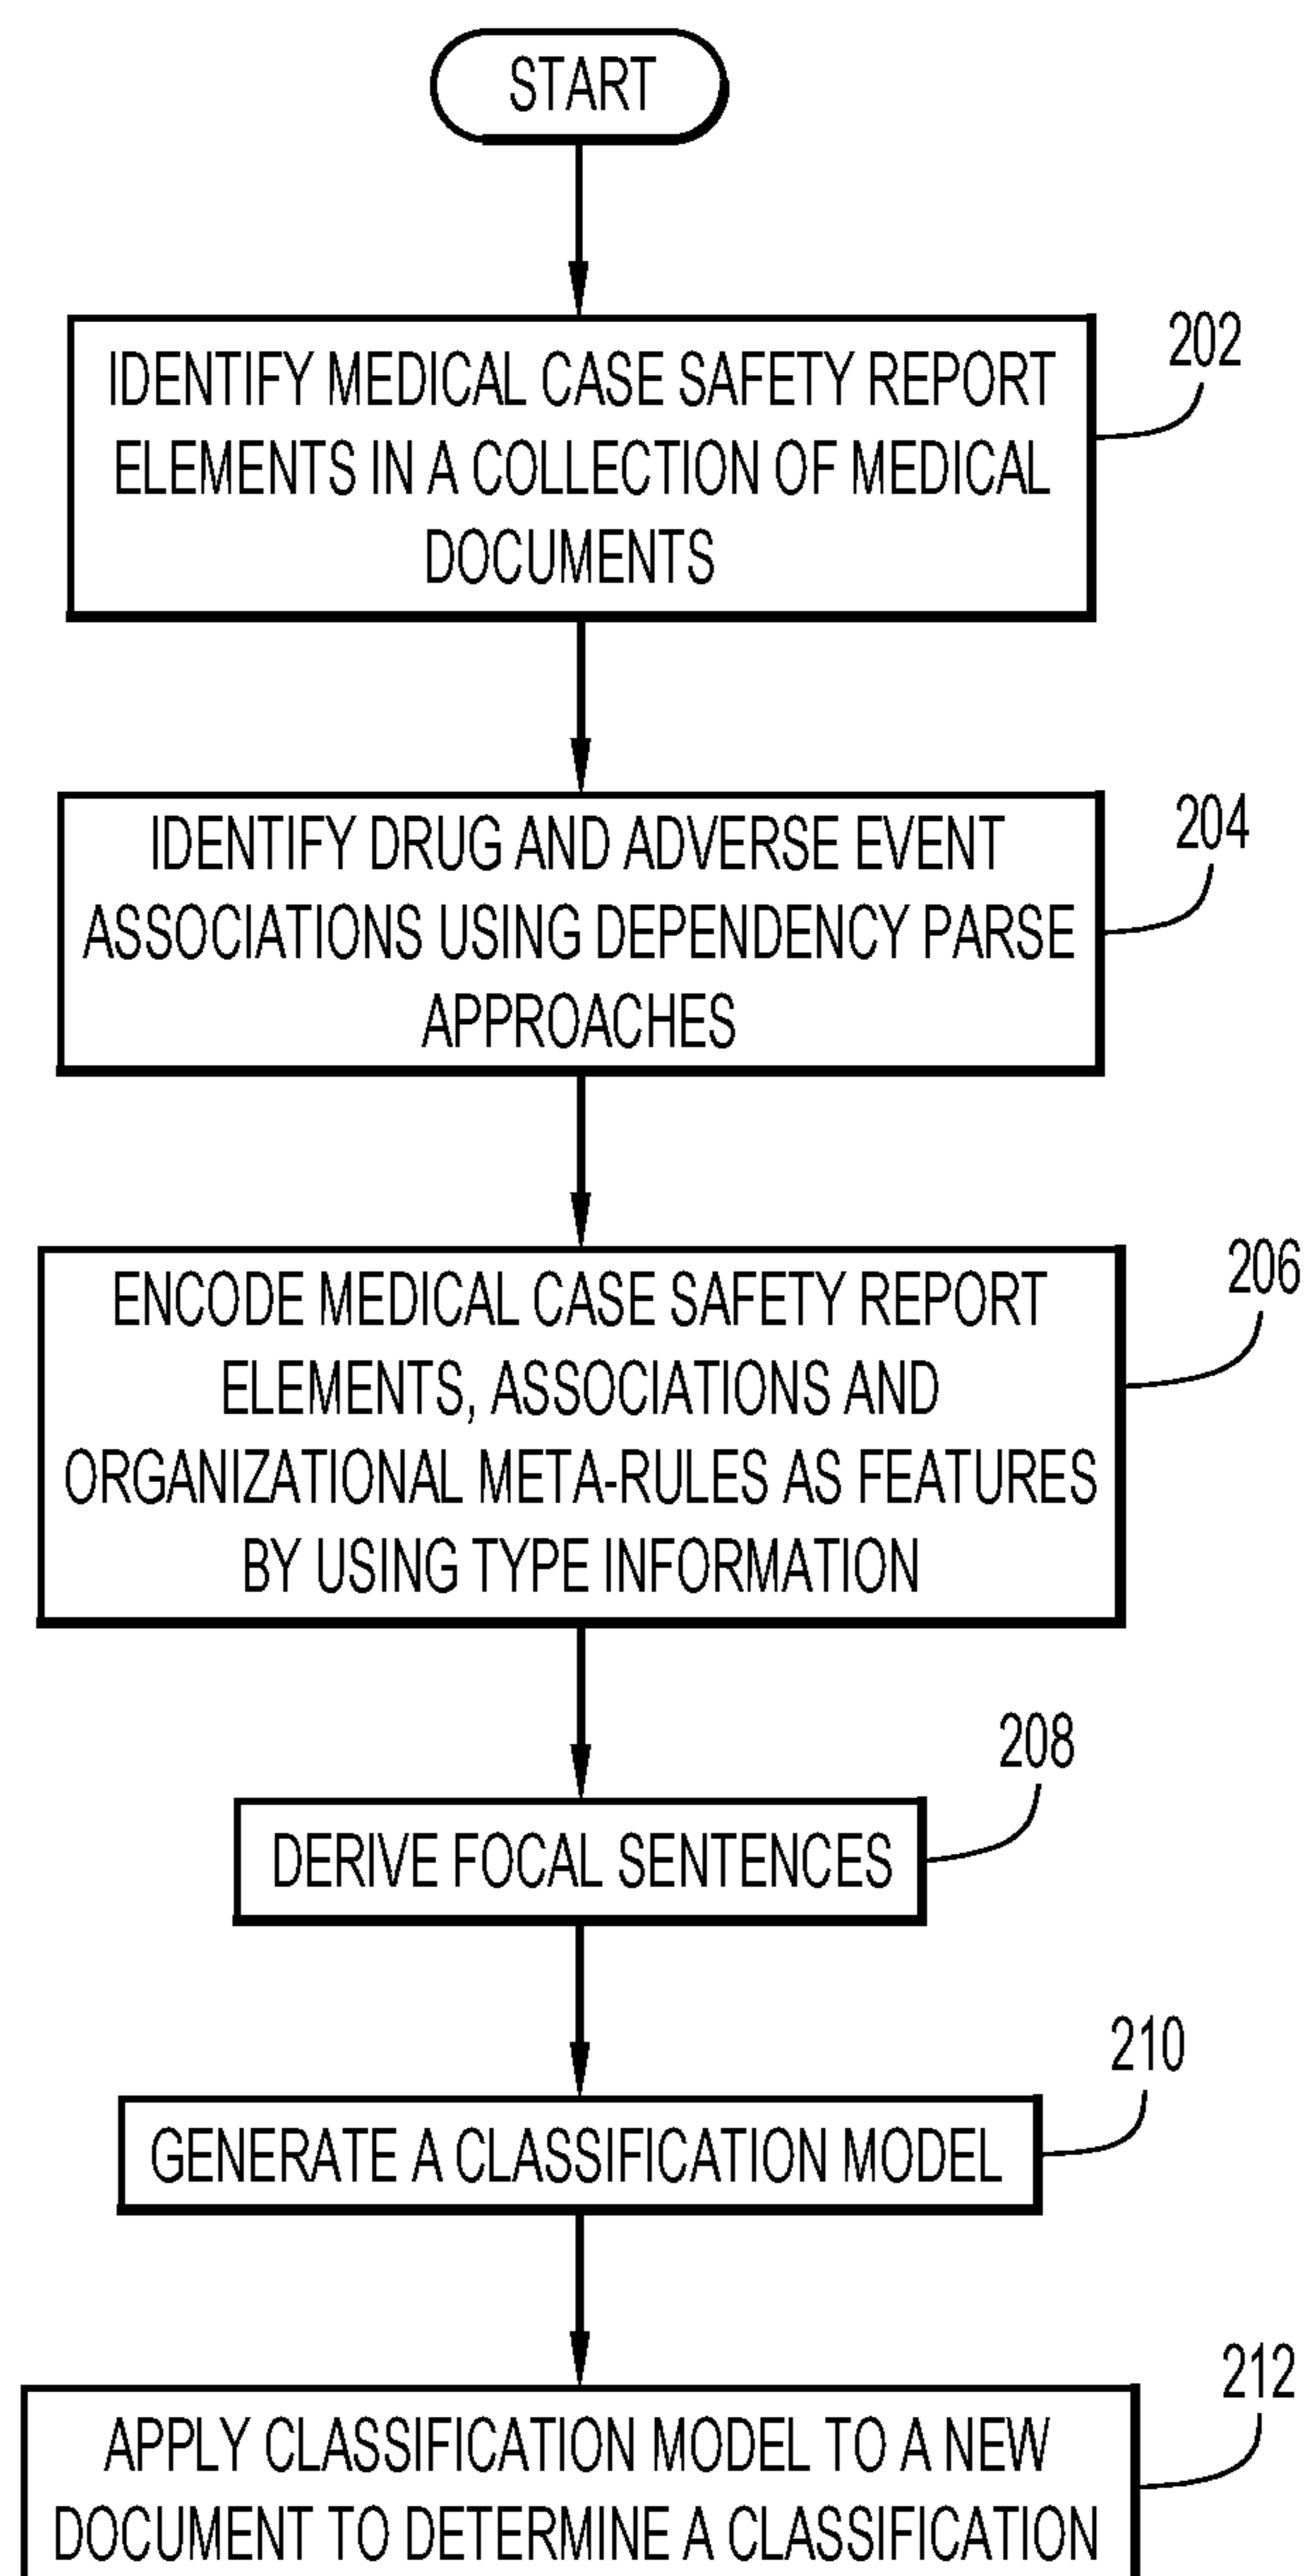 START
202
IDENTIFY MEDICAL CASE SAFETY REPORT
ELEMENTS IN A COLLECTION OF MEDICAL
DOCUMENTS
204
IDENTIFY DRUG AND ADVERSE EVENT
ASSOCIATIONS USING DEPENDENCY PARSE
APPROACHES
206
ENCODE MEDICAL CASE SAFETY REPORT
ELEMENTS, ASSOCIATIONS AND
ORGANIZATIONAL META-RULES AS FEATURES
BY USING TYPE INFORMATION
208
DERIVE FOCAL SENTENCES
210
GENERATE A CLASSIFICATION MODEL
212
APPLY CLASSIFICATION MODEL TO A NEW
DOCUMENT TO DETERMINE A CLASSIFICATION